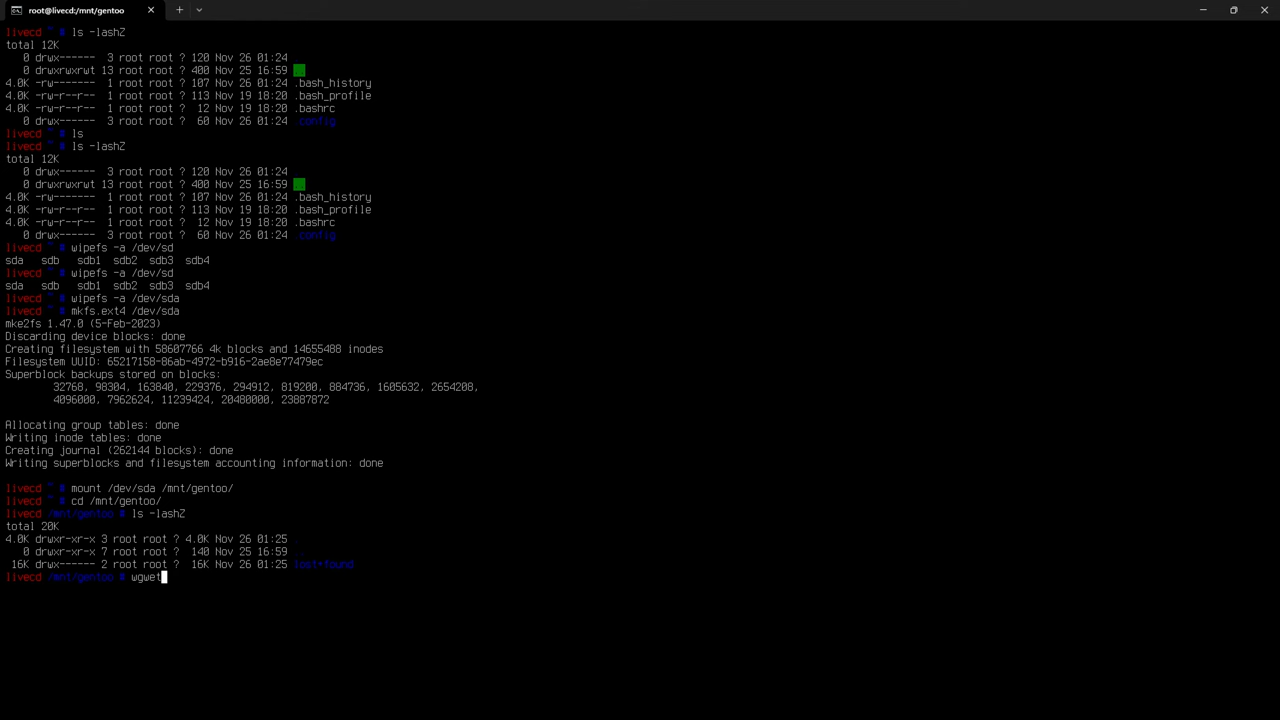 root@livecd:/mnt/gentoo
livecd ~ # ls -lashZ
total 12K
0 drwx------ 3 root root ? 120 Nov 26 01:24 .
0 drwxrwxrwt 13 root root ? 400 Nov 25 16:59 ..
4.0K -rw------- 1 root root ? 107 Nov 26 01:24 .bash_history
4.0K -rw-r--r-- 1 root root ? 113 Nov 19 18:20 .bash_profile
4.0K -rw-r--r-- 1 root root ? 12 Nov 19 18:20 .bashrc
0 drwx------ 3 root root ? 60 Nov 26 01:24 .config
livecd ~ # ls
livecd ~ # ls -lashZ
total 12K
0 drwx------ 3 root root ? 120 Nov 26 01:24 .
0 drwxrwxrwt 13 root root ? 400 Nov 25 16:59 ..
4.0K -rw------- 1 root root ? 107 Nov 26 01:24 .bash_history
4.0K -rw-r--r-- 1 root root ? 113 Nov 19 18:20 .bash_profile
4.0K -rw-r--r-- 1 root root ? 12 Nov 19 18:20 .bashrc
0 drwx------ 3 root root ? 60 Nov 26 01:24 .config
livecd ~ # wipefs -a /dev/sd
sda sdb sdb1 sdb2 sdb3 sdb4
livecd ~ # wipefs -a /dev/sd
sda sdb sdb1 sdb2 sdb3 sdb4
livecd ~ # wipefs -a /dev/sda
livecd ~ # mkfs.ext4 /dev/sda
mke2fs 1.47.0 (5-Feb-2023)
Discarding device blocks: done
Creating filesystem with 58607766 4k blocks and 14655488 inodes
Filesystem UUID: 65217158-86ab-4972-b916-2ae8e77479ec
Superblock backups stored on blocks:
32768, 98304, 163840, 229376, 294912, 819200, 884736, 1605632, 2654208,
4096000, 7962624, 11239424, 20480000, 23887872
Allocating group tables: done
Writing inode tables: done
Creating journal (262144 blocks): done
Writing superblocks and filesystem accounting information: done
livecd ~ # mount /dev/sda /mnt/gentoo/
livecd ~ # cd /mnt/gentoo/
livecd /mnt/gentoo # ls -lashZ
total 20K
4.0K drwxr-xr-x 3 root root ? 4.0K Nov 26 01:25 .
0 drwxr-xr-x 7 root root ? 140 Nov 25 16:59 ..
16K drwx------ 2 root root ? 16K Nov 26 01:25 lost+found
livecd /mnt/gentoo # wgwet